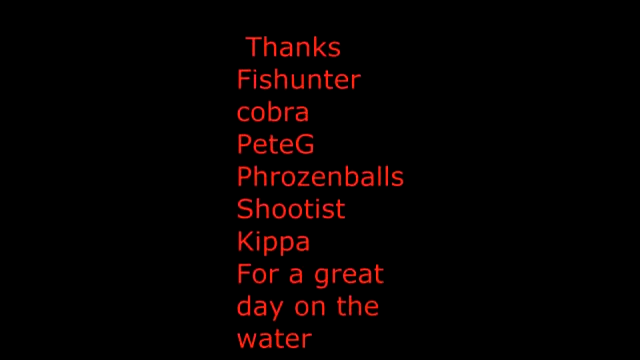 Thanks
Fishunter
cobra
PeteG
Phrozenballs
Shootist
Kippa
For a great
day on the
water